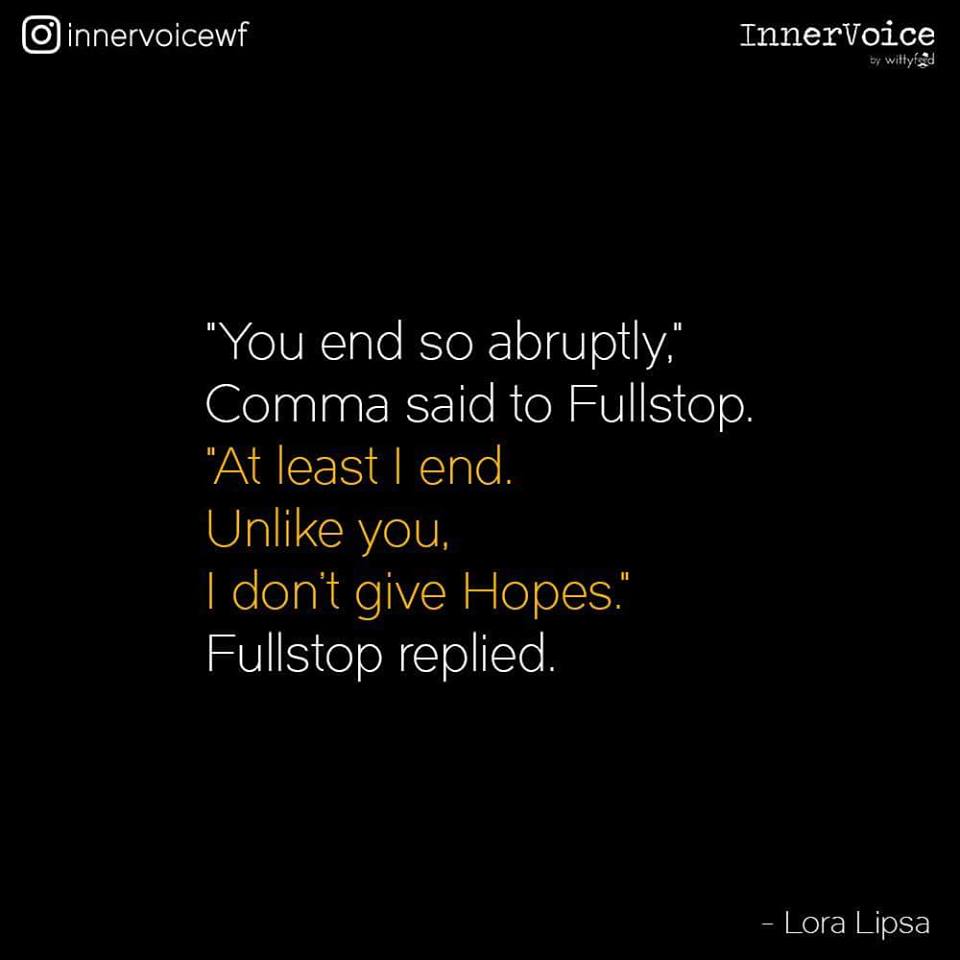 innervoicewf
InnerVoice
by wittyfeed
"You end so abruptly,"
Comma said to Fullstop.
"At least I end.
Unlike you,
I don't give Hopes."
Fullstop replied.
- Lora Lipsa